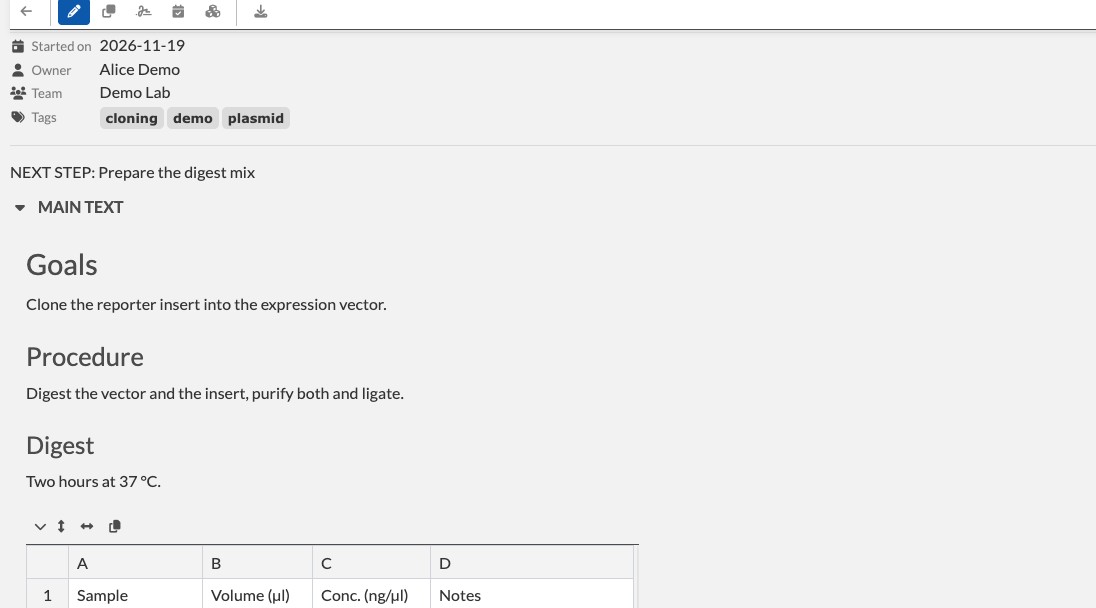 Started on 2026-11-19
Owner Alice Demo
Team Demo Lab
Tags cloning demo plasmid
NEXT STEP: Prepare the digest mix
MAIN TEXT
Goals
Clone the reporter insert into the expression vector.
Procedure
Digest the vector and the insert, purify both and ligate.
Digest
Two hours at 37 °C.
A B C D
1 Sample Volume (µl) Conc. (ng/µl) Notes